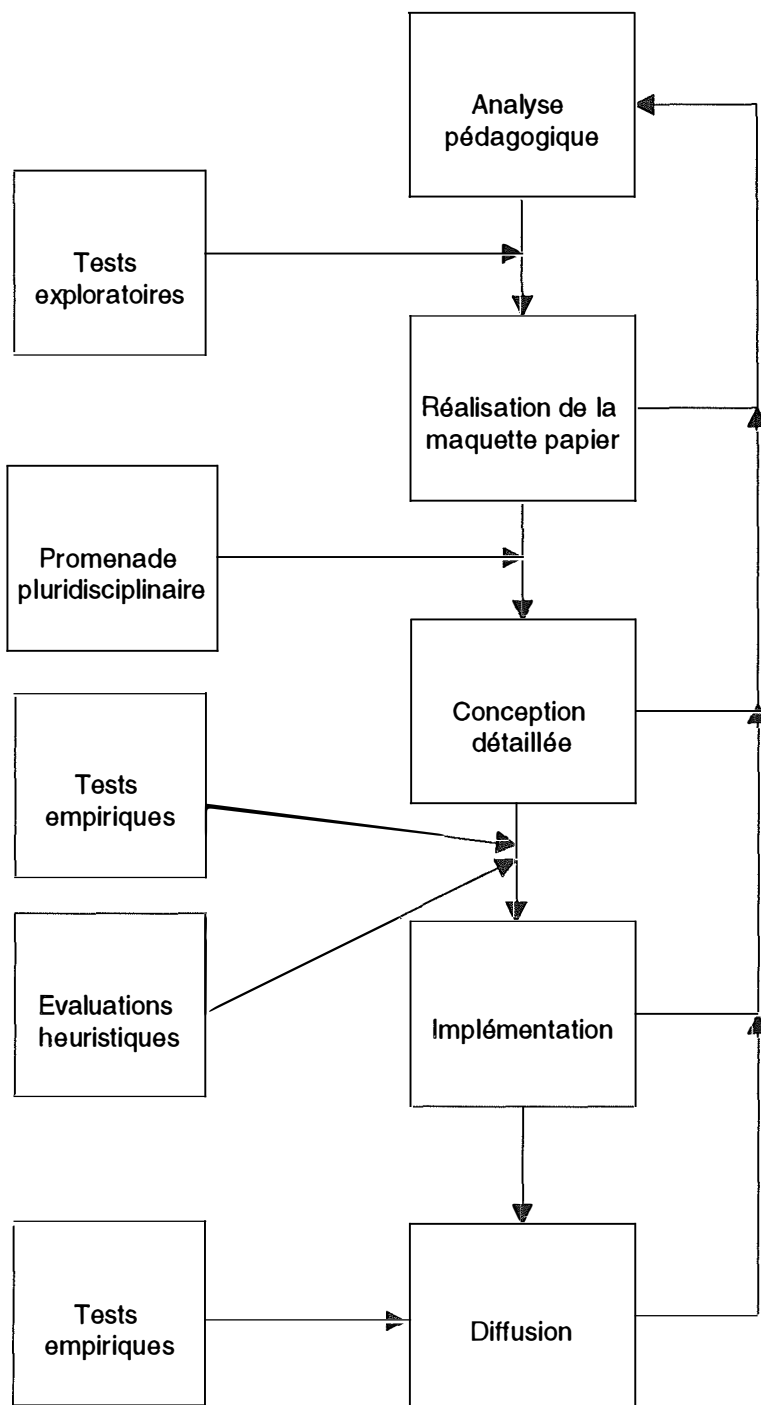 Analyse
pédagogique
Tests
exploratoires
Réalisation de la
maquette papier
Promenade
pluridisciplinaire
Conception
détaillée
Tests
empiriques
Evaluations
heuristiques
Implémentation
Tests
empiriques
Diffusion